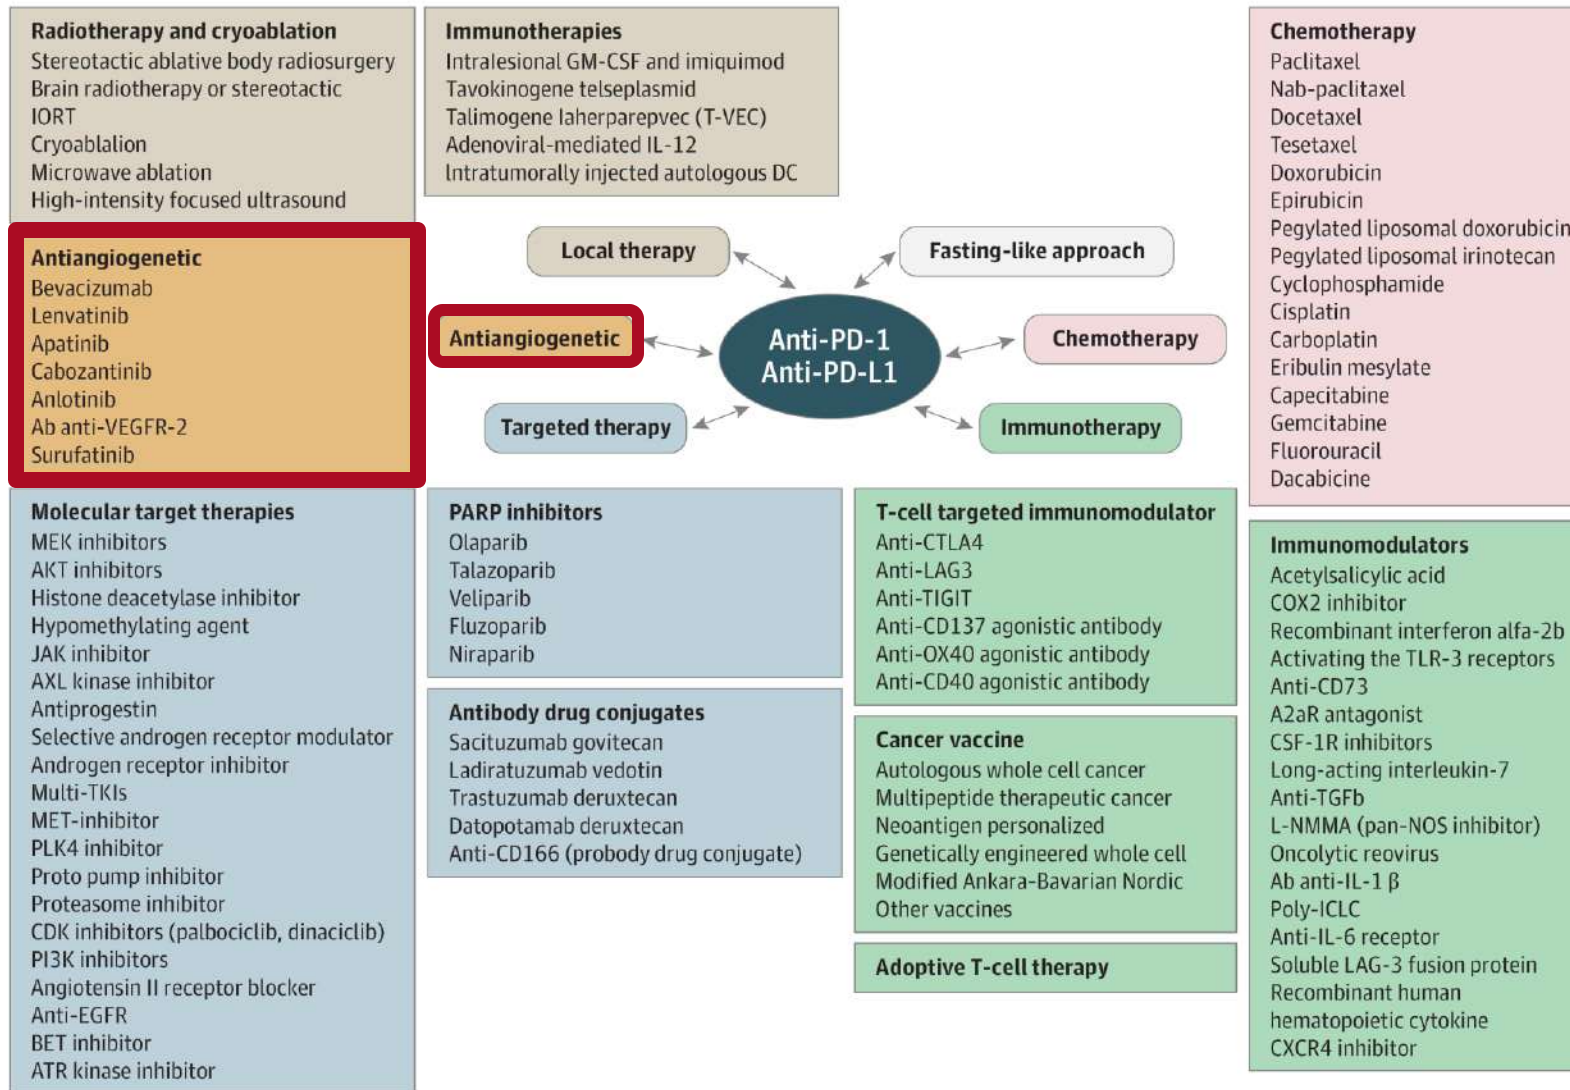 Radiotherapy and cryoablation
Stereotactic ablative body radiosurgery
Brain radiotherapy or stereotactic
IORT
Cryoablalion
Microwave ablation
High-intensity focused ultrasound
Immunotherapies
Intralesional GM-CSF and imiquimod
Tavokinogene telseplasmid
Talimogene laherparepvec (T-VEC)
Adenoviral-mediated IL-12
Intratumorally injected autologous DC
Chemotherapy
Paclitaxel
Nab-paclitaxel
Docetaxel
Tesetaxel
Doxorubicin
Epirubicin
Pegylated liposomal doxorubicin
Pegylated liposomal irinotecan
Cyclophosphamide
Cisplatin
Carboplatin
Eribulin mesylate
Capecitabine
Gemcitabine
Fluorouracil
Dacabicine
Antiangiogenetic
Bevacizumab
Lenvatinib
Apatinib
Cabozantinib
Anlotinib
Ab anti-VEGFR-2
Surufatinib
Local therapy
Fasting-like approach
Antiangiogenetic
Anti-PD-1
Anti-PD-L1
Chemotherapy
Targeted therapy
Immunotherapy
Molecular target therapies
MEK inhibitors
AKT inhibitors
Histone deacetylase inhibitor
Hypomethylating agent
JAK inhibitor
AXL kinase inhibitor
Antiprogestin
Selective androgen receptor modulator
Androgen receptor inhibitor
Multi-TKIs
MET-inhibitor
PLK4 inhibitor
Proto pump inhibitor
Proteasome inhibitor
CDK inhibitors (palbociclib, dinaciclib)
PI3K inhibitors
Angiotensin II receptor blocker
Anti-EGFR
BET inhibitor
ATR kinase inhibitor
PARP inhibitors
Olaparib
Talazoparib
Veliparib
Fluzoparib
Niraparib
Antibody drug conjugates
Sacituzumab govitecan
Ladiratuzumab vedotin
Trastuzumab deruxtecan
Datopotamab deruxtecan
Anti-CD166 (probody drug conjugate)
T-cell targeted immunomodulator
Anti-CTLA4
Anti-LAG3
Anti-TIGIT
Anti-CD137 agonistic antibody
Anti-OX40 agonistic antibody
Anti-CD40 agonistic antibody
Cancer vaccine
Autologous whole cell cancer
Multipeptide therapeutic cancer
Neoantigen personalized
Genetically engineered whole cell
Modified Ankara-Bavarian Nordic
Other vaccines
Adoptive T-cell therapy
Immunomodulators
Acetylsalicylic acid
COX2 inhibitor
Recombinant interferon alfa-2b
Activating the TLR-3 receptors
Anti-CD73
A2aR antagonist
CSF-1R inhibitors
Long-acting interleukin-7
Anti-TGFb
L-NMMA (pan-NOS inhibitor)
Oncolytic reovirus
Ab anti-IL-1 β
Poly-ICLC
Anti-IL-6 receptor
Soluble LAG-3 fusion protein
Recombinant human
hematopoietic cytokine
CXCR4 inhibitor